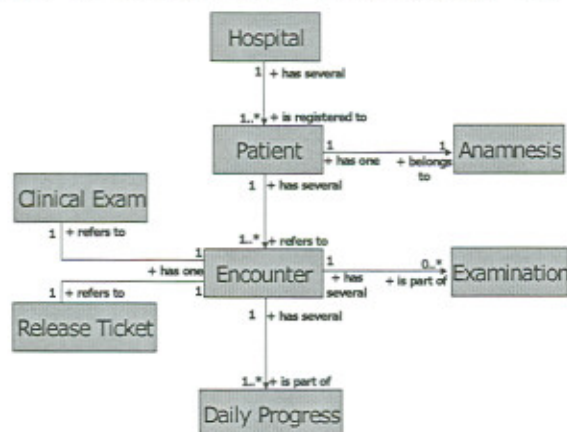 Hospital
1 + has several
1..* + is registered to
Patient
1
+ has one
1
+ belongs to
Anamnesis
1 + has several
Clinical Exam
1 + refers to
1..* + refers to
1
+ has one
Encounter
1
+ has several
0..*
+ is part of
Examination
1 + refers to
1
Release Ticket
1 + has several
1..* + is part of
Daily Progress